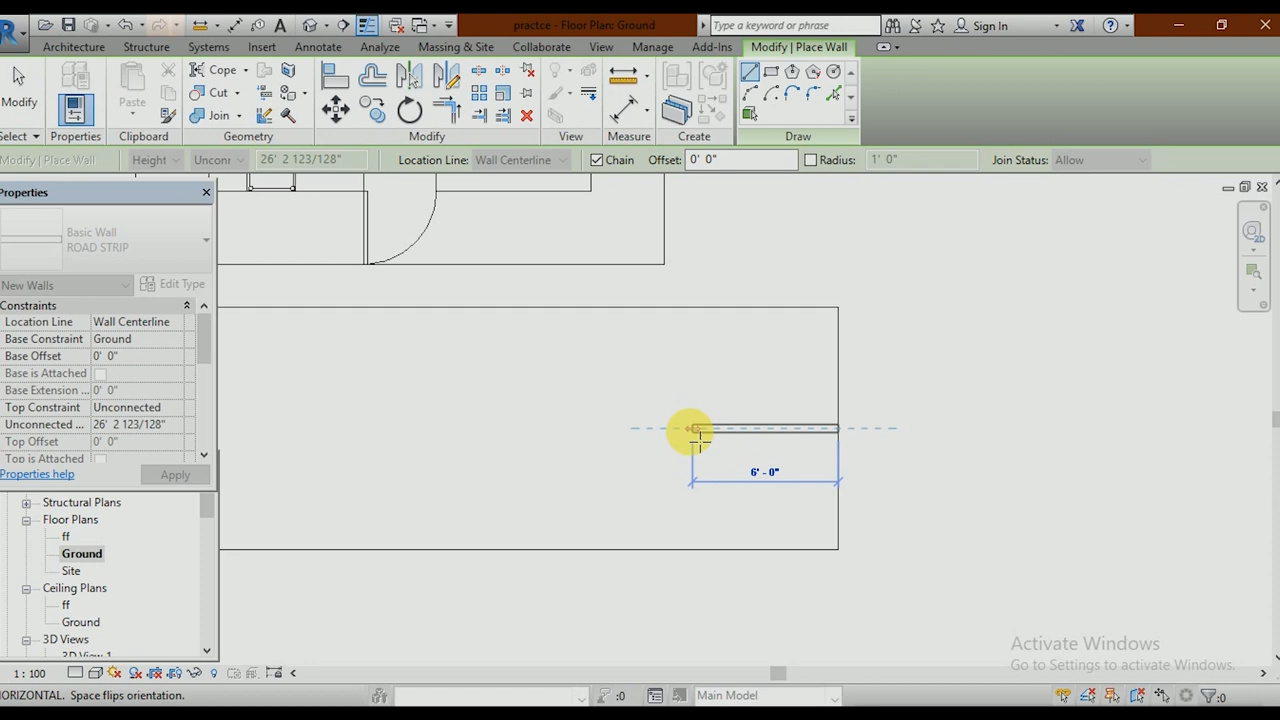 practce - Floor Plan: Ground
Type a keyword or phrase
Sign In
Architecture Structure Systems Insert Annotate Analyze Massing & Site Collaborate View Manage Add-Ins Modify | Place Wall
Modify
Paste
Cope
Cut
Join
Select Properties Clipboard Geometry Modify View Measure Create Draw
Modify | Place Wall Height Unconr 26' 2 123/128" Location Line: Wall Centerline Chain Offset: 0' 0" Radius: 1' 0" Join Status: Allow
Properties
Basic Wall
ROAD STRIP
New Walls Edit Type
Constraints
Location Line Wall Centerline
Base Constraint Ground
Base Offset 0' 0"
Base is Attached
Base Extension ... 0' 0"
Top Constraint Unconnected
Unconnected ... 26' 2 123/128"
Top Offset 0' 0"
Top is Attached
Properties help Apply
Structural Plans
Floor Plans
ff
Ground
Site
Ceiling Plans
ff
Ground
3D Views
3D View 1
6' - 0"
Activate Windows
Go to Settings to activate Windows.
1 : 100
HORIZONTAL. Space flips orientation.
:0
Main Model
:0